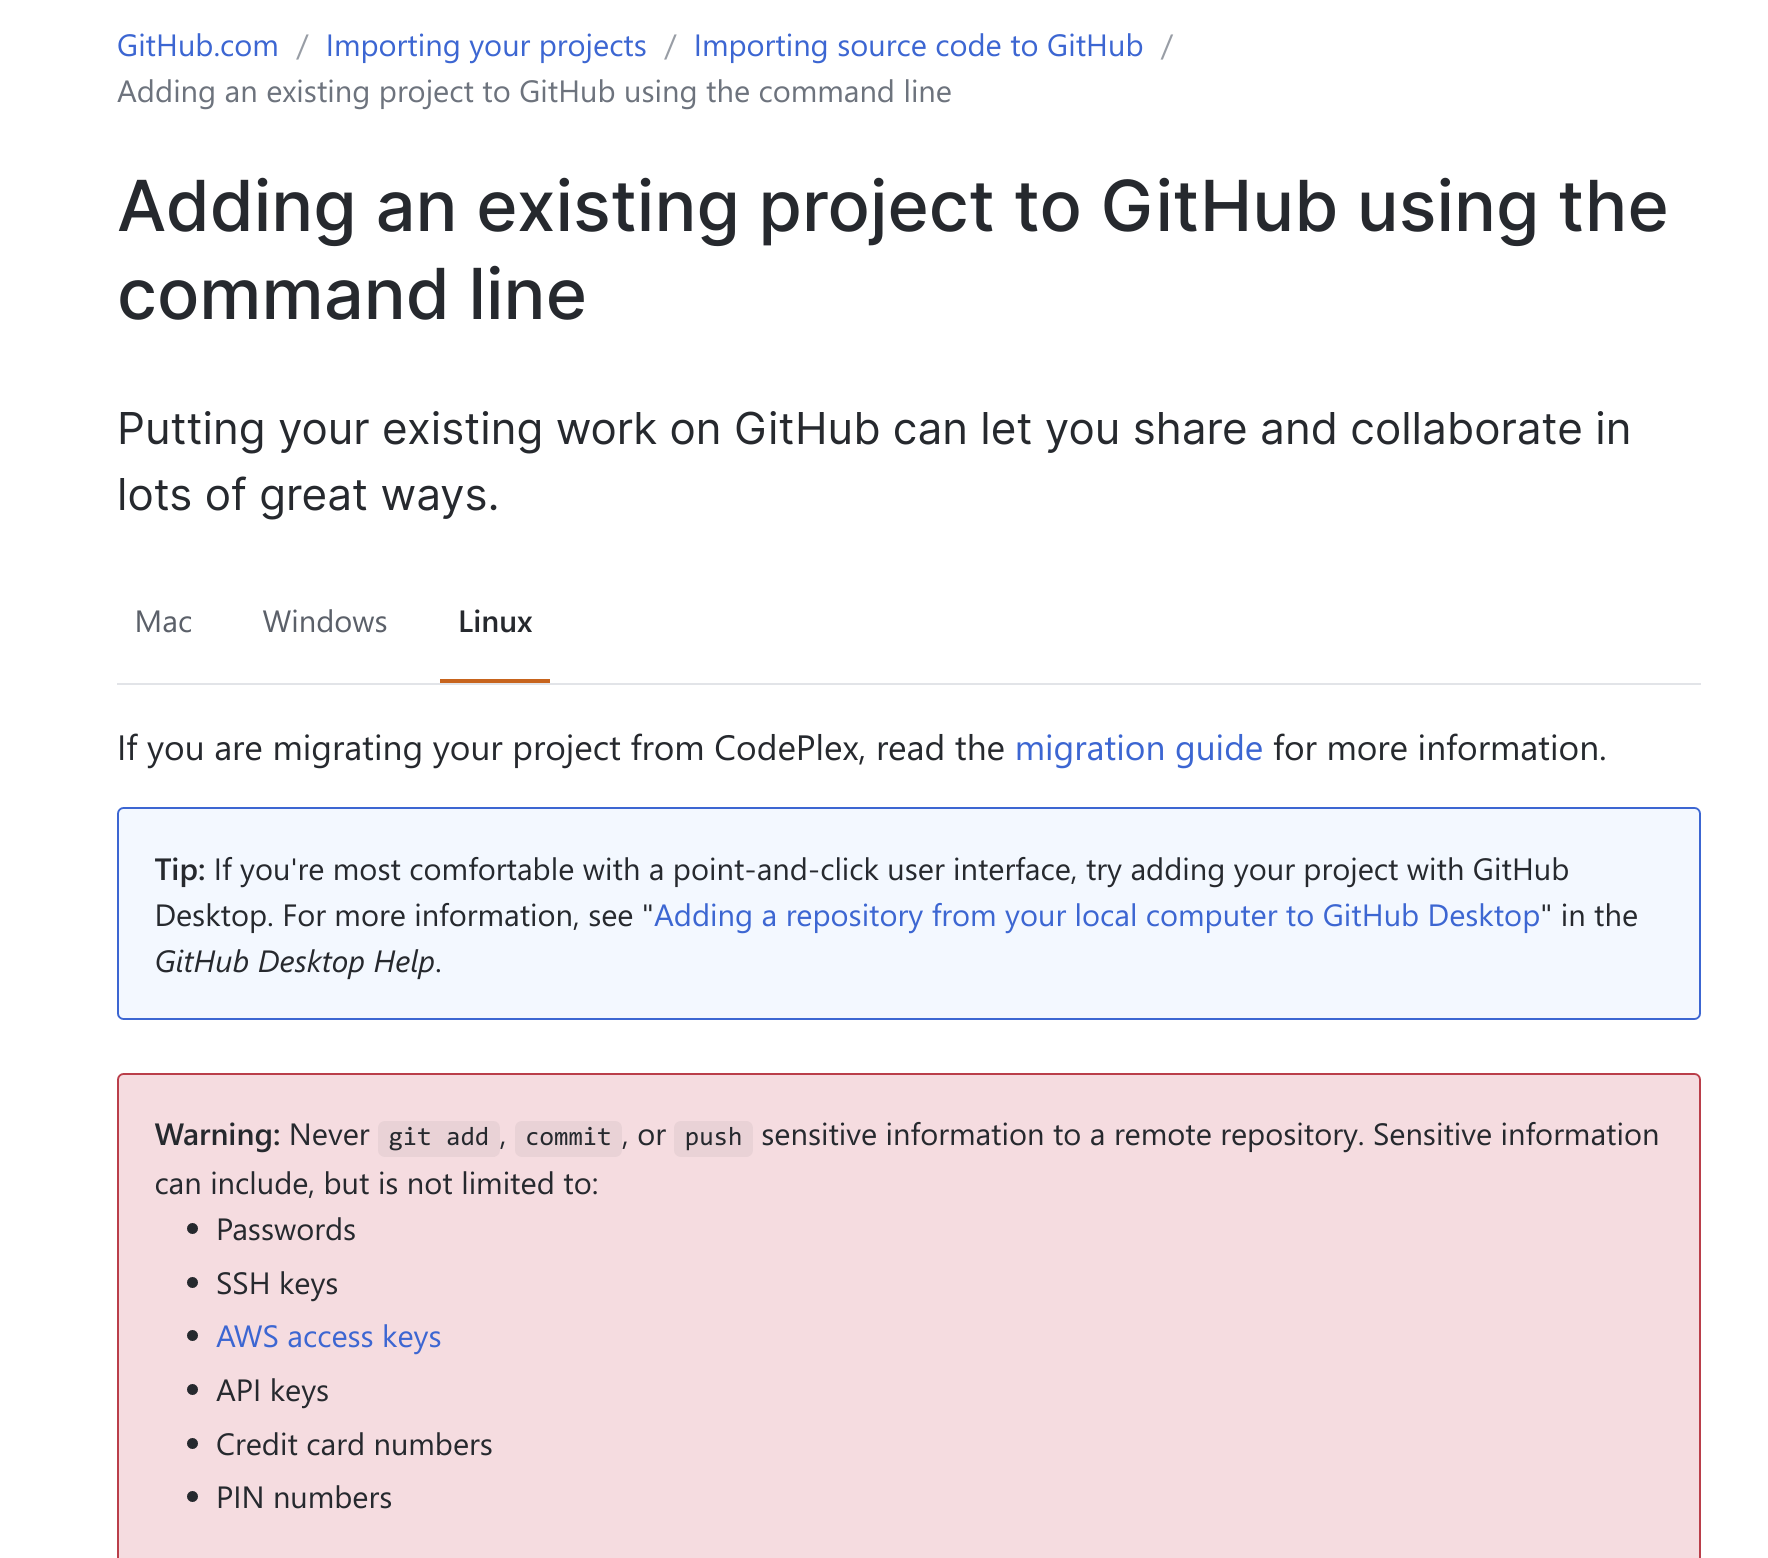 GitHub.com / Importing your projects / Importing source code to GitHub /
Adding an existing project to GitHub using the command line
Adding an existing project to GitHub using the
command line
Putting your existing work on GitHub can let you share and collaborate in
lots of great ways.
Mac Windows Linux
If you are migrating your project from CodePlex, read the migration guide for more information.
Tip: If you're most comfortable with a point-and-click user interface, try adding your project with GitHub
Desktop. For more information, see "Adding a repository from your local computer to GitHub Desktop" in the
GitHub Desktop Help.
Warning: Never git add, commit, or push sensitive information to a remote repository. Sensitive information
can include, but is not limited to:
• Passwords
• SSH keys
• AWS access keys
• API keys
• Credit card numbers
• PIN numbers